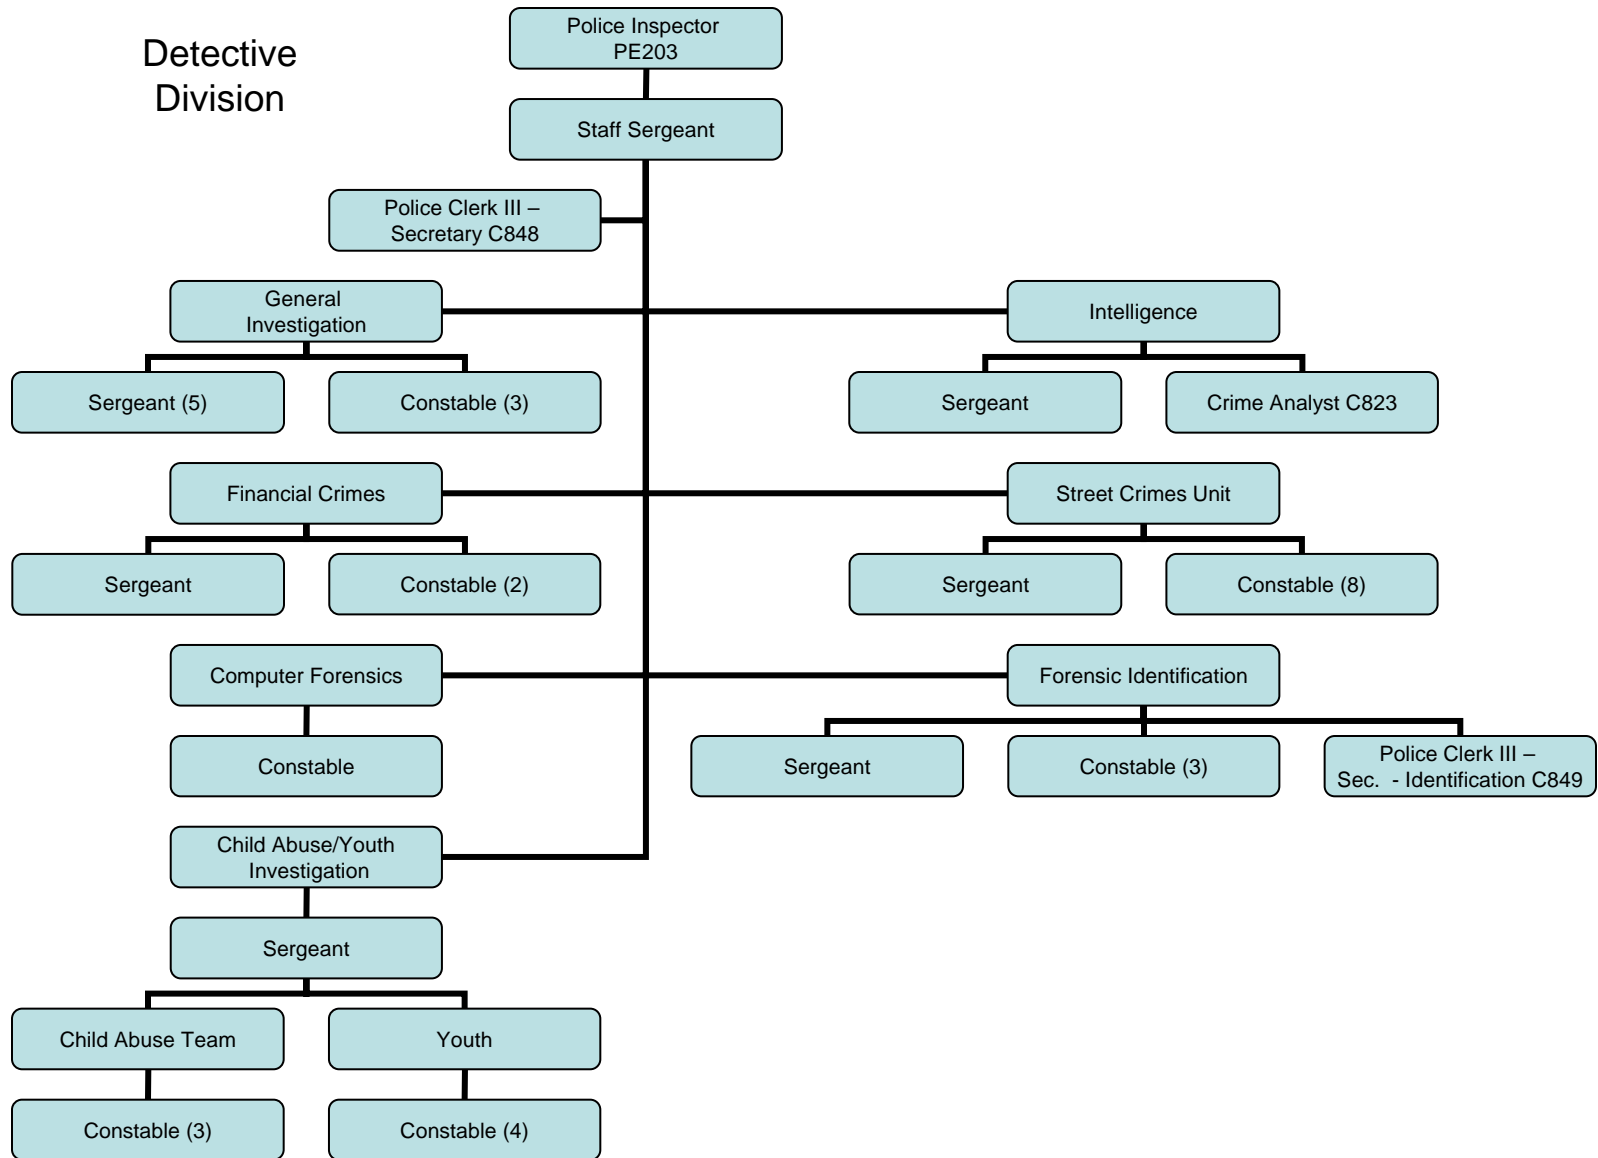 Detective
Division
Police Inspector
PE203
Staff Sergeant
Police Clerk III –
Secretary C848
General
Investigation
Intelligence
Sergeant (5)
Constable (3)
Sergeant
Crime Analyst C823
Financial Crimes
Street Crimes Unit
Sergeant
Constable (2)
Sergeant
Constable (8)
Computer Forensics
Forensic Identification
Constable
Sergeant
Constable (3)
Police Clerk III –
Sec. - Identification C849
Child Abuse/Youth
Investigation
Sergeant
Child Abuse Team
Youth
Constable (3)
Constable (4)